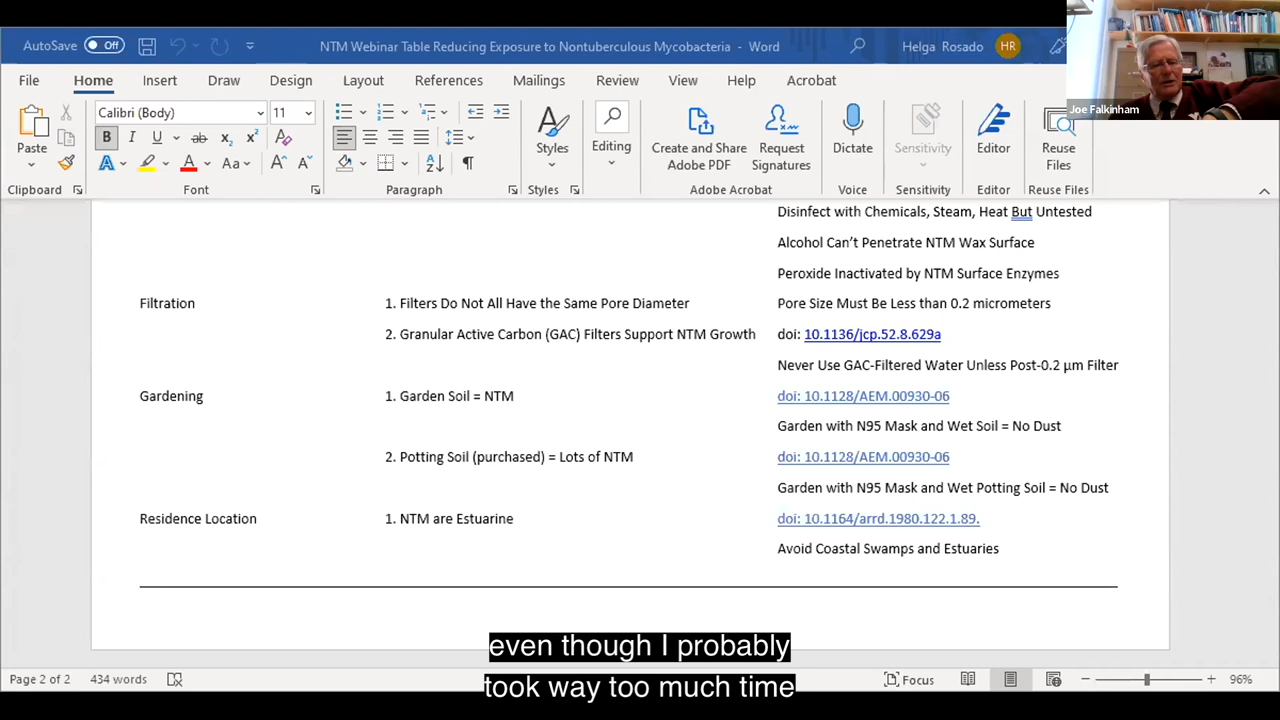 AutoSave Off
NTM Webinar Table Reducing Exposure to Nontuberculous Mycobacteria - Word
Helga Rosado HR
Joe Falkinham
File Home Insert Draw Design Layout References Mailings Review View Help Acrobat
Calibri (Body) 11
Paste
Styles
Editing
Create and Share Adobe PDF
Request Signatures
Dictate
Sensitivity
Editor
Reuse Files
Clipboard Font Paragraph Styles Adobe Acrobat Voice Sensitivity Editor Reuse Files
Disinfect with Chemicals, Steam, Heat But Untested
Alcohol Can't Penetrate NTM Wax Surface
Peroxide Inactivated by NTM Surface Enzymes
Filtration 1. Filters Do Not All Have the Same Pore Diameter Pore Size Must Be Less than 0.2 micrometers
2. Granular Active Carbon (GAC) Filters Support NTM Growth doi: 10.1136/jcp.52.8.629a
Never Use GAC-Filtered Water Unless Post-0.2 µm Filter
Gardening 1. Garden Soil = NTM doi: 10.1128/AEM.00930-06
Garden with N95 Mask and Wet Soil = No Dust
2. Potting Soil (purchased) = Lots of NTM doi: 10.1128/AEM.00930-06
Garden with N95 Mask and Wet Potting Soil = No Dust
Residence Location 1. NTM are Estuarine doi: 10.1164/arrd.1980.122.1.89.
Avoid Coastal Swamps and Estuaries
even though I probably
took way too much time
Page 2 of 2 434 words Focus 96%